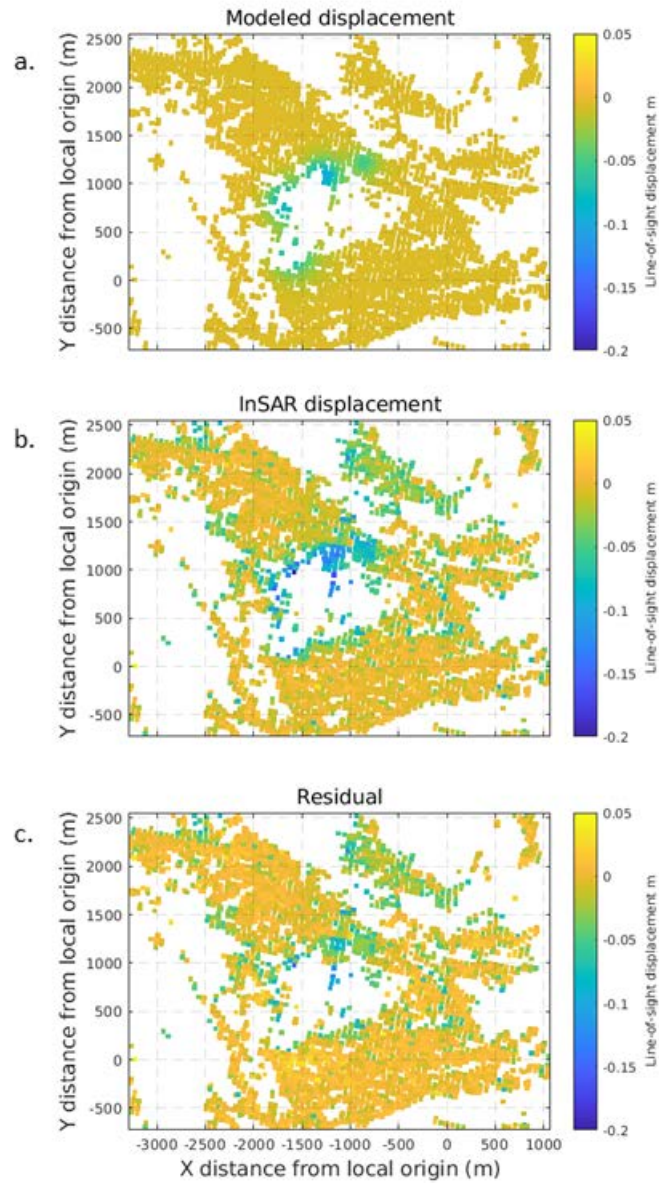 Modeled displacement
a.
2500
2000
1500
1000
500
0
-500
Y distance from local origin (m)
0.05
0
-0.05
-0.1
-0.15
-0.2
Line-of-sight displacement m
InSAR displacement
b.
2500
2000
1500
1000
500
0
-500
Y distance from local origin (m)
0.05
0
-0.05
-0.1
-0.15
-0.2
Line-of-sight displacement m
Residual
c.
2500
2000
1500
1000
500
0
-500
Y distance from local origin (m)
0.05
0
-0.05
-0.1
-0.15
-0.2
Line-of-sight displacement m
-3000 -2500 -2000 -1500 -1000 -500 0 500 1000
X distance from local origin (m)